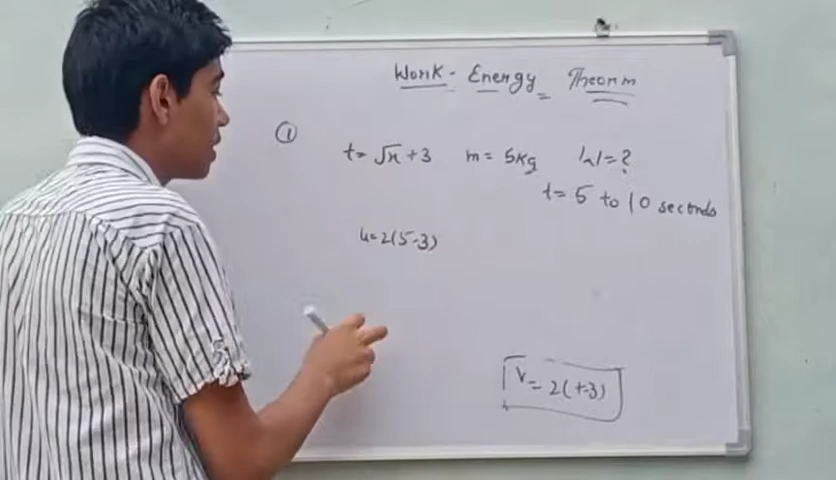 Work - Energy Theorm
① t= √x +3 m= 5kg W=?
t= 5 to 10 seconds
u=2(5-3)
V= 2(t-3)